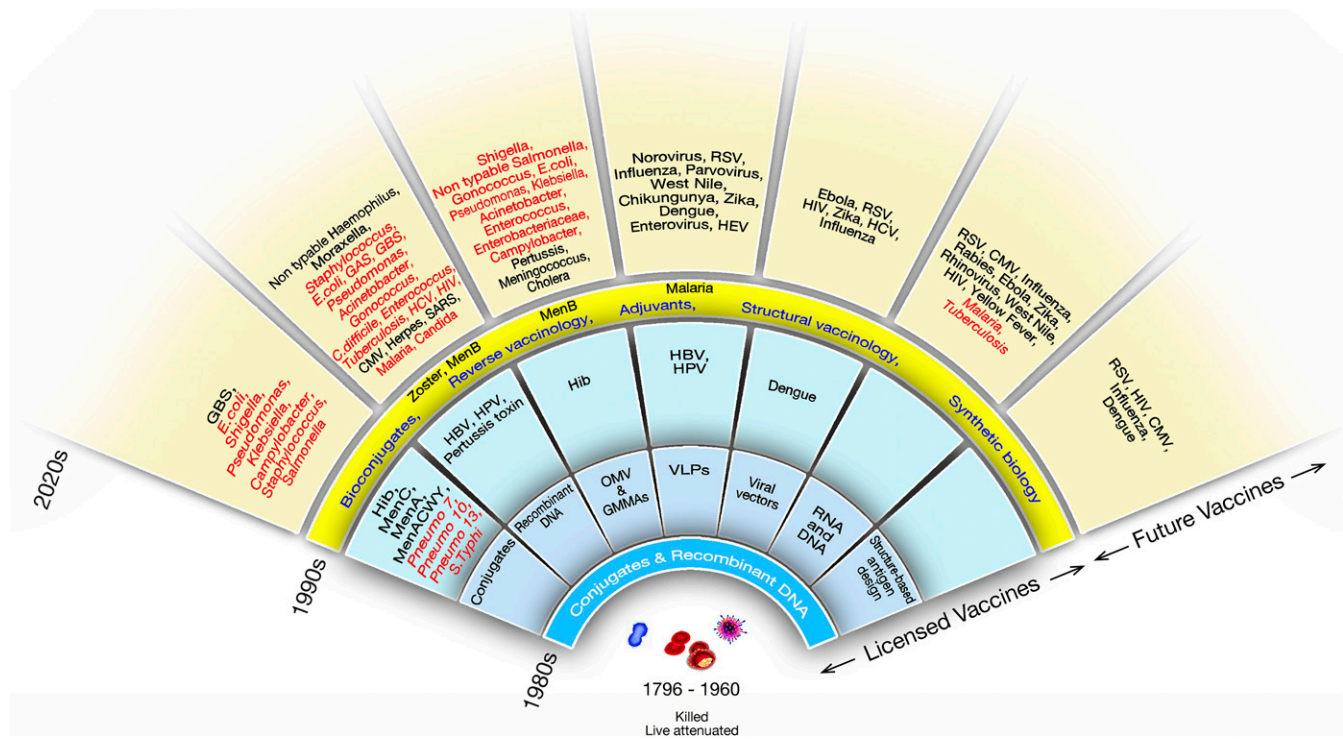 GBS,
E.coli,
Shigella,
Pseudomonas,
Klebsiella,
Campylobacter,
Staphylococcus,
Salmonella
Non typable Haemophilus,
Moraxella,
Staphylococcus,
E.coli, GAS, GBS,
Pseudomonas,
Acinetobacter,
Gonococcus,
C.difficile, Enterococcus,
Tuberculosis, HCV, HIV,
CMV, Herpes, SARS,
Malaria, Candida
Shigella,
Non typable Salmonella,
Gonococcus, E.coli,
Pseudomonas, Klebsiella,
Acinetobacter,
Enterococcus,
Enterobacteriaceae,
Campylobacter,
Pertussis,
Meningococcus,
Cholera
Norovirus, RSV,
Influenza, Parvovirus,
West Nile,
Chikungunya, Zika,
Dengue,
Enterovirus, HEV
Ebola, RSV,
HIV, Zika, HCV,
Influenza
RSV, CMV, Influenza,
Rabies, Ebola, Zika,
Rhinovirus, West Nile,
HIV, Yellow Fever,
Malaria,
Tuberculosis
RSV, HIV, CMV,
Influenza,
Dengue
Zoster, MenB
MenB
Malaria
Bioconjugates, Reverse vaccinology, Adjuvants, Structural vaccinology, Synthetic biology
Hib,
MenC,
MenA,
MenACWY,
Pneumo 7,
Pneumo 10,
Pneumo 13,
S.Typhi
HBV, HPV,
Pertussis toxin
Hib
HBV,
HPV
Dengue
Conjugates
Recombinant
DNA
OMV
&
GMMAs
VLPs
Viral
vectors
RNA
and
DNA
Structure-based
antigen
design
Conjugates & Recombinant DNA
2020s
1990s
1980s
Licensed Vaccines
Future Vaccines
1796 - 1960
Killed
Live attenuated